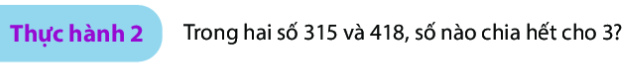 Thực hành 2 Trong hai số 315 và 418, số nào chia hết cho 3?